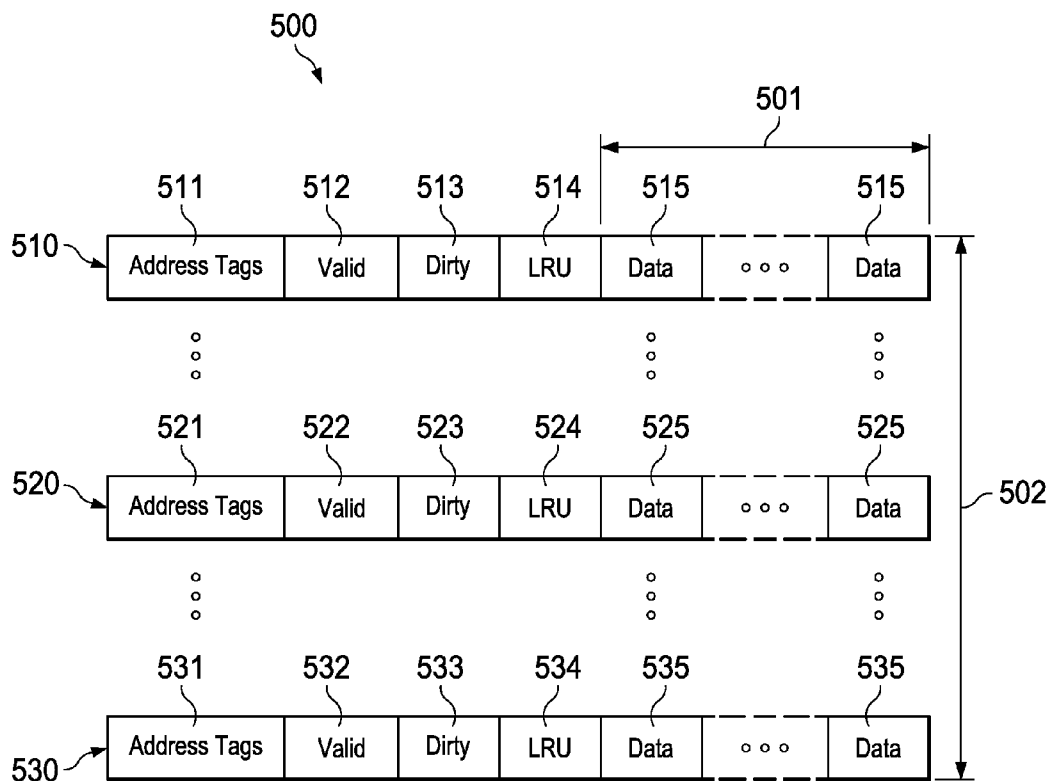 500
501
511 512 513 514 515 515
510 Address Tags Valid Dirty LRU Data Data
521 522 523 524 525 525
520 Address Tags Valid Dirty LRU Data Data
502
531 532 533 534 535 535
530 Address Tags Valid Dirty LRU Data Data